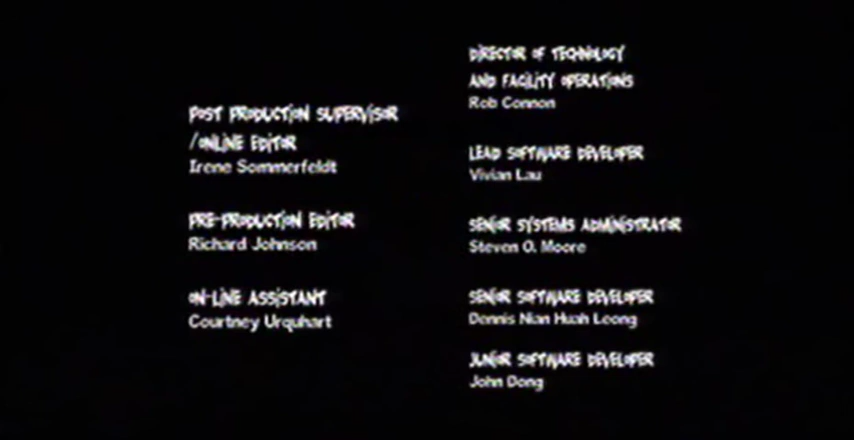 POST PRODUCTION SUPERVISOR
/ONLINE EDITOR
Irene Sommerfeldt
PRE-PRODUCTION EDITOR
Richard Johnson
ON-LINE ASSISTANT
Courtney Urquhart
DIRECTOR OF TECHNOLOGY
AND FACILITY OPERATIONS
Rob Connon
LEAD SOFTWARE DEVELOPER
Vivian Lau
SENIOR SYSTEMS ADMINISTRATOR
Steven O. Moore
SENIOR SOFTWARE DEVELOPER
Dennis Nian Huah Leong
JUNIOR SOFTWARE DEVELOPER
John Dong